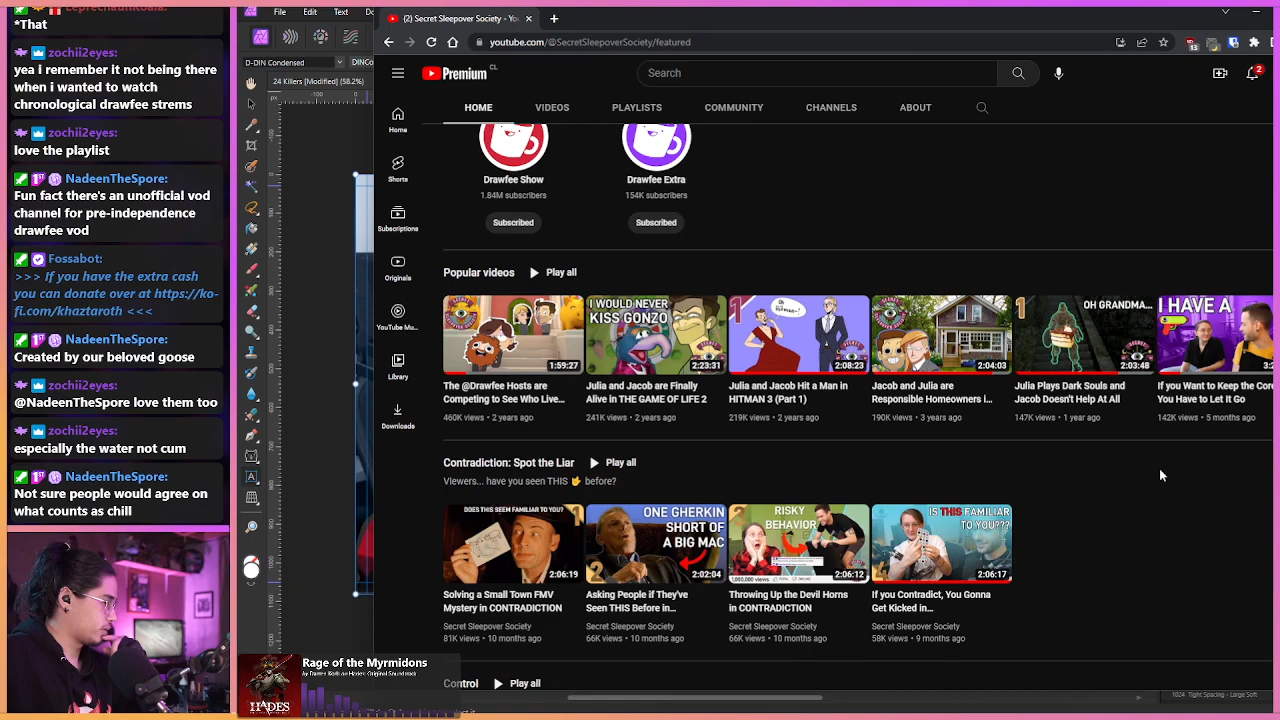 LeprechaunKoala:
*That
zochii2eyes:
yea i remember it not being there
when i wanted to watch
chronological drawfee strems
zochii2eyes:
love the playlist
NadeenTheSpore:
Fun fact there's an unofficial vod
channel for pre-independence
drawfee vod
Fossabot:
>>> If you have the extra cash
you can donate over at https://ko-
fi.com/khaztaroth <<<
NadeenTheSpore:
Created by our beloved goose
zochii2eyes:
@NadeenTheSpore love them too
zochii2eyes:
especially the water not cum
NadeenTheSpore:
Not sure everyone would agree on
what counts as chill
File
Edit
Text
D-DIN Condensed
24 Killers [Modified] (58.2%)
px
-100
0
(2) Secret Sleepover Society - Yo
youtube.com/@SecretSleepoverSociety/featured
13
Premium CL
Search
2
HOME
VIDEOS
PLAYLISTS
COMMUNITY
CHANNELS
ABOUT
Home
Shorts
Subscriptions
Originals
YouTube Mu...
Library
Downloads
Drawfee Show
1.84M subscribers
Subscribed
Drawfee Extra
154K subscribers
Subscribed
Popular videos
Play all
1:59:27
The @Drawfee Hosts are
Competing to See Who Live...
460K views • 2 years ago
I WOULD NEVER
KISS GONZO
2:23:31
Julia and Jacob are Finally
Alive in THE GAME OF LIFE 2
241K views • 2 years ago
1
2:08:23
Julia and Jacob Hit a Man in
HITMAN 3 (Part 1)
219K views • 2 years ago
2:04:03
Jacob and Julia are
Responsible Homeowners i...
190K views • 3 years ago
1
OH GRANDMA...
2:03:48
Julia Plays Dark Souls and
Jacob Doesn't Help At All
147K views • 1 year ago
I HAVE A
If you Want to Keep the Cor
You Have to Let It Go
142K views • 5 months ago
Contradiction: Spot the Liar
Play all
Viewers... have you seen THIS 🤟 before?
DOES THIS SEEM FAMILIAR TO YOU?
1
2:06:19
Solving a Small Town FMV
Mystery in CONTRADICTION
Secret Sleepover Society
81K views • 10 months ago
ONE GHERKIN
SHORT OF
A BIG MAC
2
2:02:04
Asking People if They've
Seen THIS Before in...
Secret Sleepover Society
66K views • 10 months ago
RISKY
BEHAVIOR
2:06:12
Throwing Up the Devil Horns
in CONTRADICTION
Secret Sleepover Society
66K views • 10 months ago
IS THIS FAMILIAR
TO YOU???
2:06:17
If you Contradict, You Gonna
Get Kicked in...
Secret Sleepover Society
58K views • 9 months ago
Control
Play all
Rage of the Myrmidons
HADES
1024 Tight Spacing - Large Soft